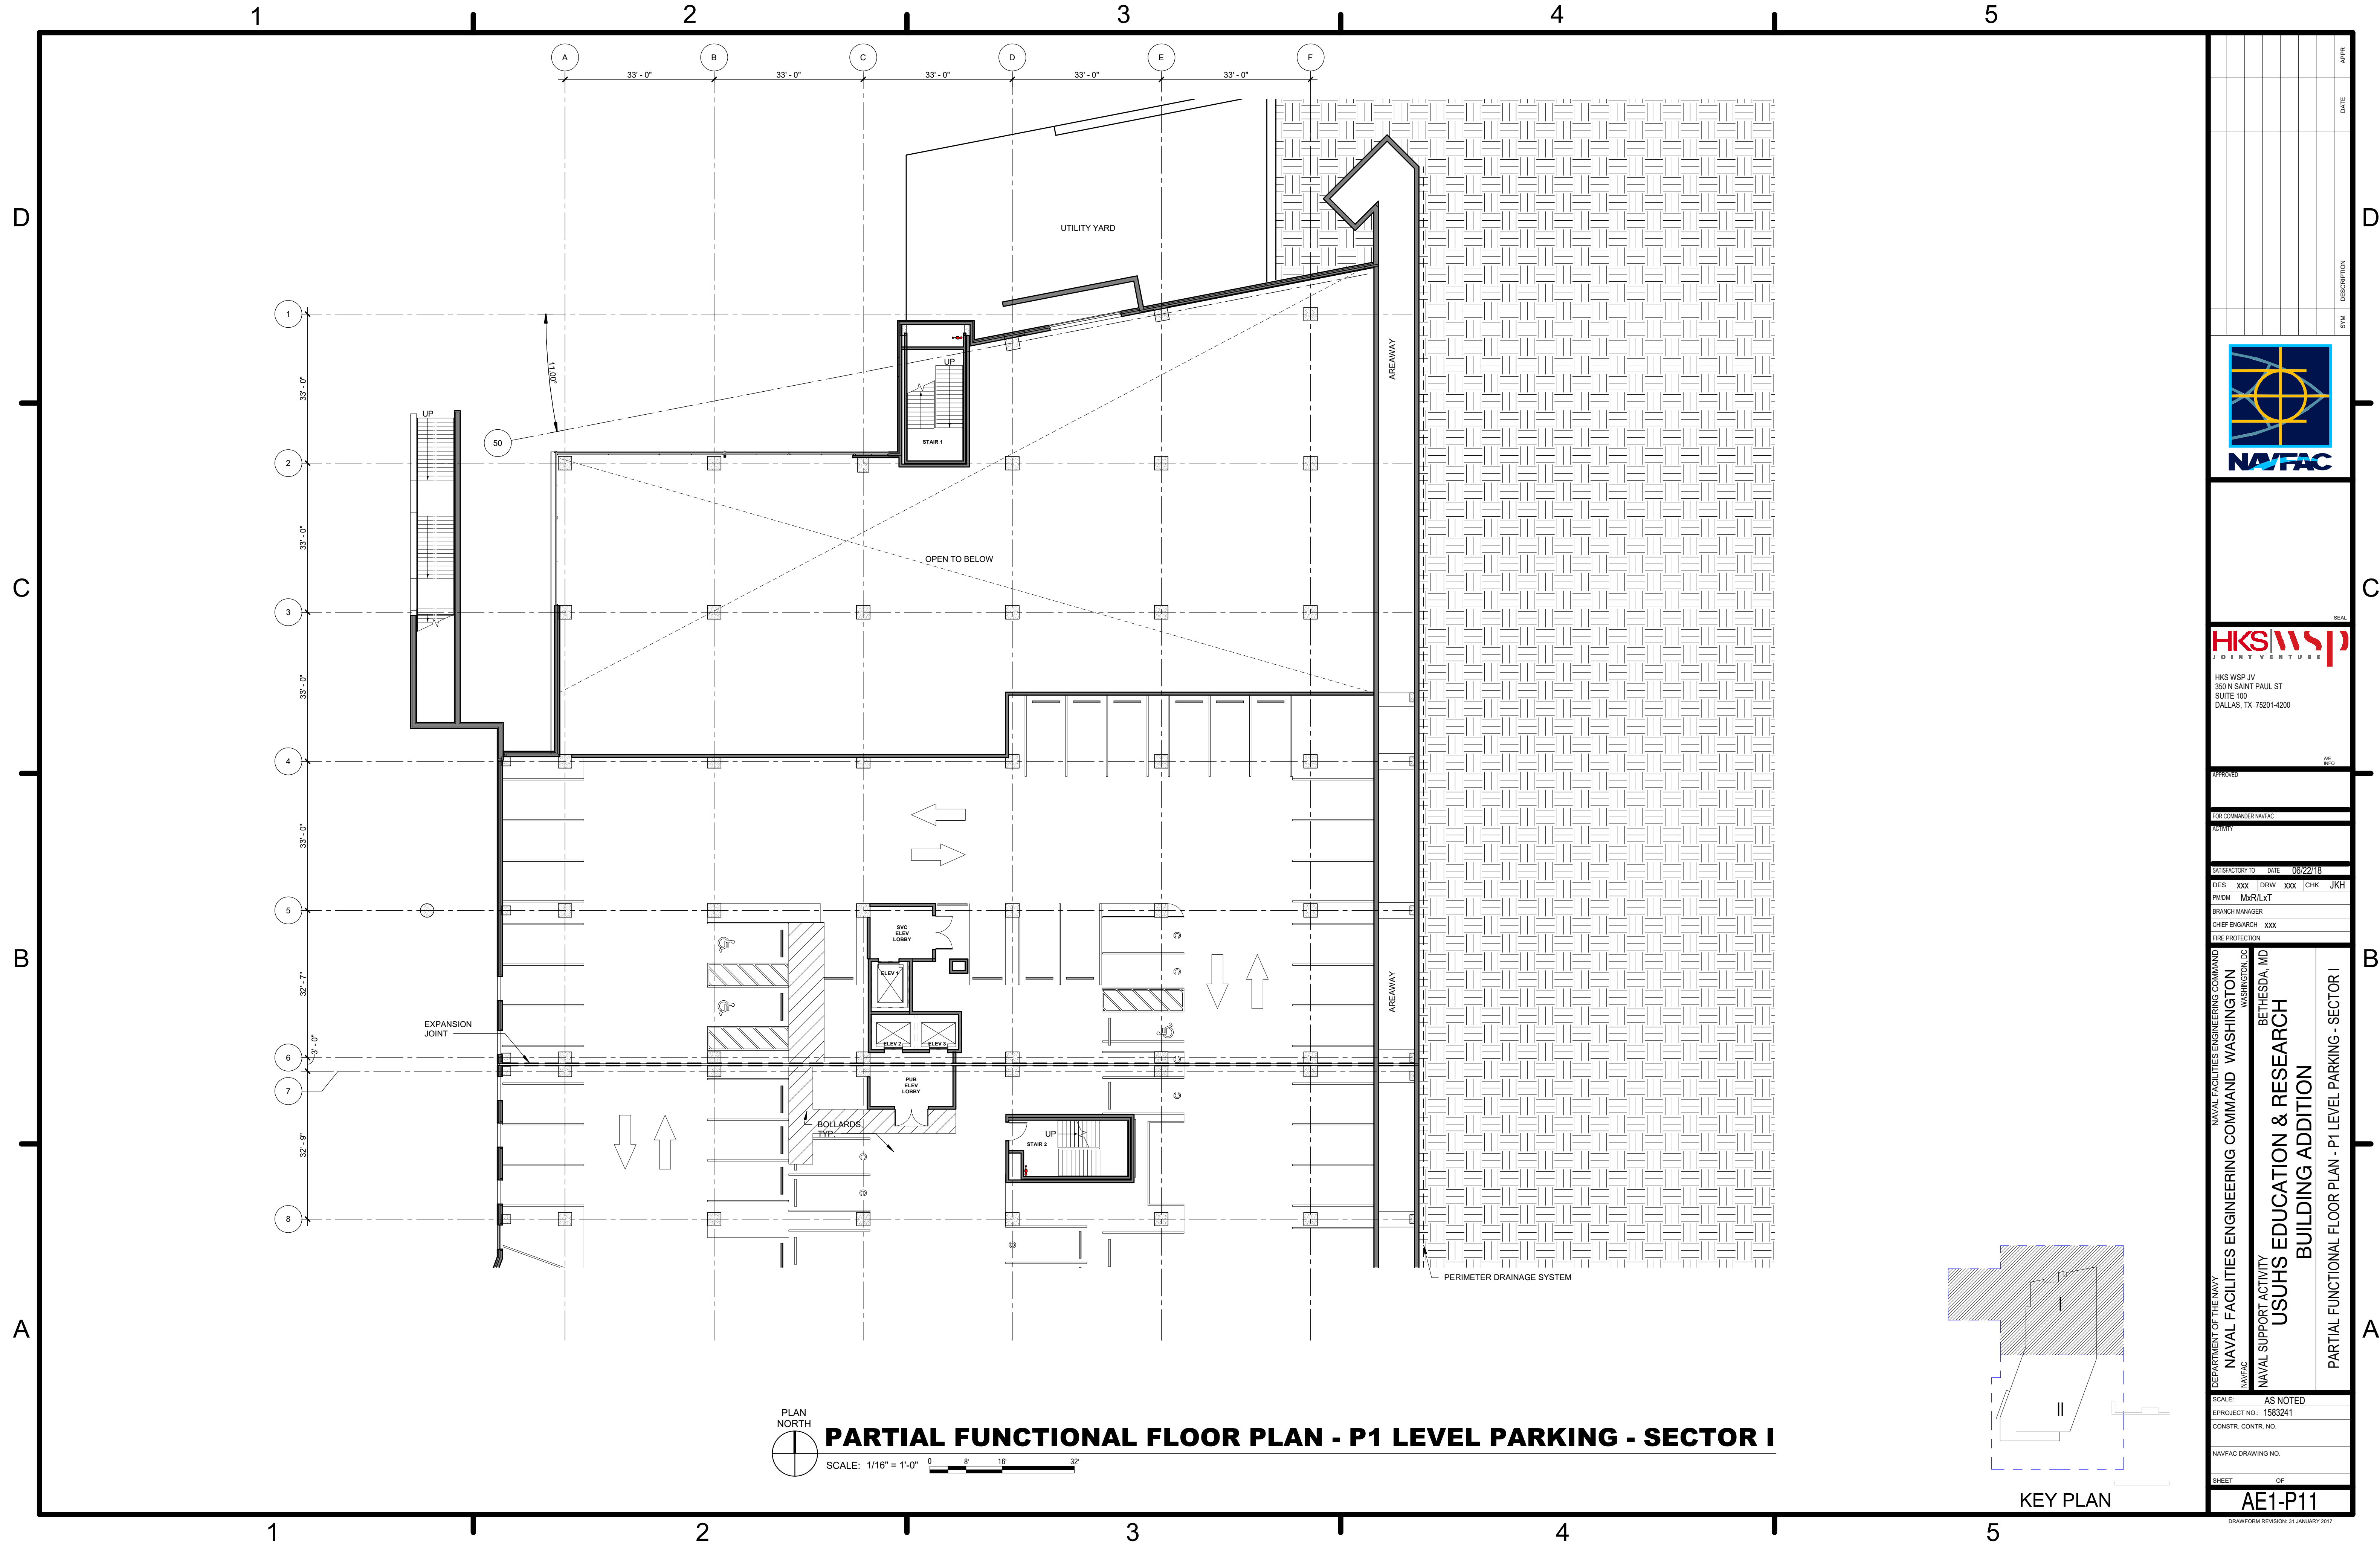 1 2 3 4 5
A B C D E F
33' - 0" 33' - 0" 33' - 0" 33' - 0" 33' - 0"
D D
UTILITY YARD
1
11.00°
AREAWAY
33' - 0"
UP
UP
50
STAIR 1
2
33' - 0"
OPEN TO BELOW
C C
3
33' - 0"
4
33' - 0"
5
SVC
ELEV
LOBBY
B B
ELEV 1
32' - 7"
AREAWAY
EXPANSION
JOINT
3' - 0"
ELEV 2 ELEV 3
6
7
PUB
ELEV
LOBBY
BOLLARDS,
TYP.
UP
STAIR 2
32' - 9"
C C C C C C C C
8
PERIMETER DRAINAGE SYSTEM
A A
PLAN
NORTH
PARTIAL FUNCTIONAL FLOOR PLAN - P1 LEVEL PARKING - SECTOR I
SCALE: 1/16" = 1'-0"
0 8' 16' 32'
I
II
KEY PLAN
1 2 3 4 5
SYM DESCRIPTION DATE APPR
NAVFAC
SEAL
HKS WSP
JOINT VENTURE
HKS WSP JV
350 N SAINT PAUL ST
SUITE 100
DALLAS, TX 75201-4200
A/E
INFO
APPROVED
FOR COMMANDER NAVFAC
ACTIVITY
SATISFACTORY TO DATE 06/22/18
DES xxx DRW xxx CHK JKH
PM/DM MxR/LxT
BRANCH MANAGER
CHIEF ENG/ARCH xxx
FIRE PROTECTION
DEPARTMENT OF THE NAVY NAVAL FACILITIES ENGINEERING COMMAND
NAVAL FACILITIES ENGINEERING COMMAND WASHINGTON
NAVFAC WASHINGTON, DC
NAVAL SUPPORT ACTIVITY BETHESDA, MD
USUHS EDUCATION & RESEARCH
BUILDING ADDITION
PARTIAL FUNCTIONAL FLOOR PLAN - P1 LEVEL PARKING - SECTOR I
SCALE: AS NOTED
EPROJECT NO.: 1583241
CONSTR. CONTR. NO.
NAVFAC DRAWING NO.
SHEET OF
AE1-P11
DRAWFORM REVISION: 31 JANUARY 2017